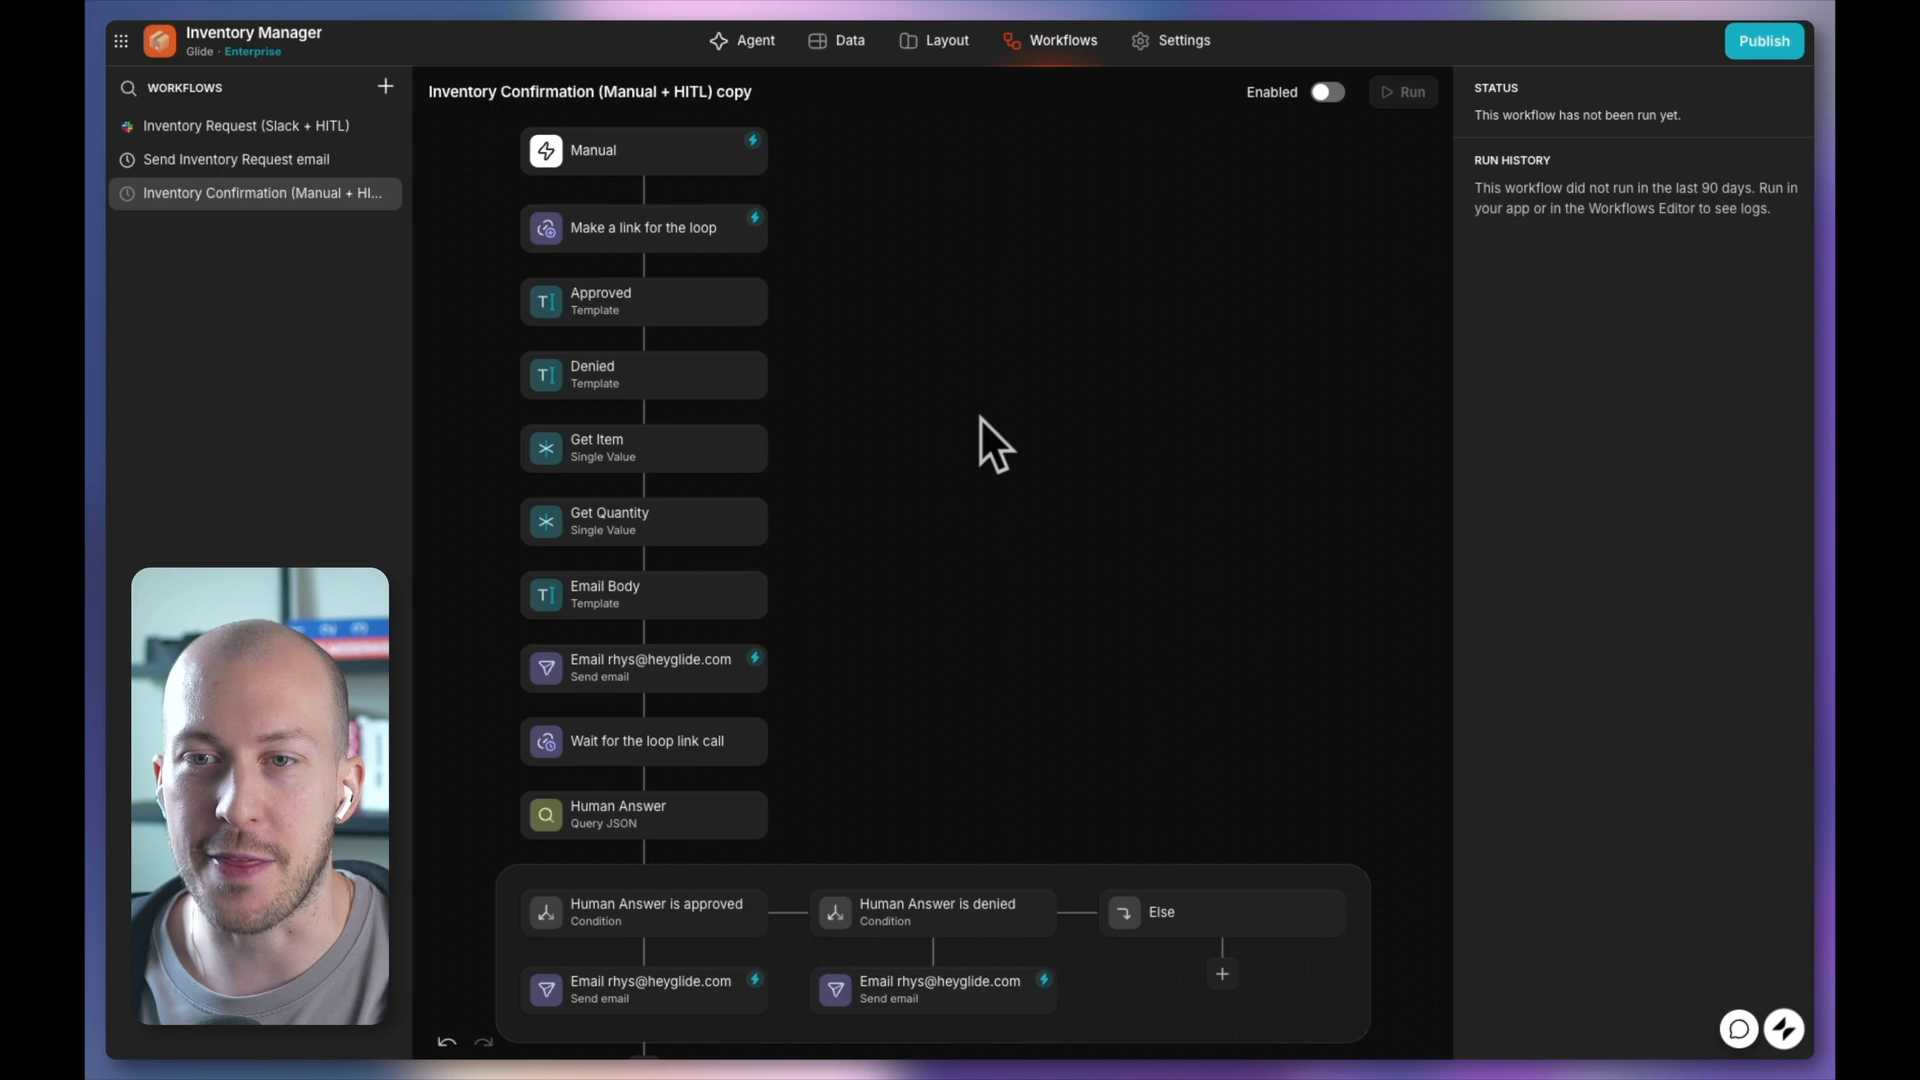 Inventory Manager
Glide · Enterprise
Agent
Data
Layout
Workflows
Settings
Publish
WORKFLOWS
Inventory Request (Slack + HITL)
Send Inventory Request email
Inventory Confirmation (Manual + HI...
Inventory Confirmation (Manual + HITL) copy
Enabled
Run
Manual
Make a link for the loop
Approved
Template
Denied
Template
Get Item
Single Value
Get Quantity
Single Value
Email Body
Template
Email rhys@heyglide.com
Send email
Wait for the loop link call
Human Answer
Query JSON
Human Answer is approved
Condition
Human Answer is denied
Condition
Else
Email rhys@heyglide.com
Send email
Email rhys@heyglide.com
Send email
STATUS
This workflow has not been run yet.
RUN HISTORY
This workflow did not run in the last 90 days. Run in
your app or in the Workflows Editor to see logs.